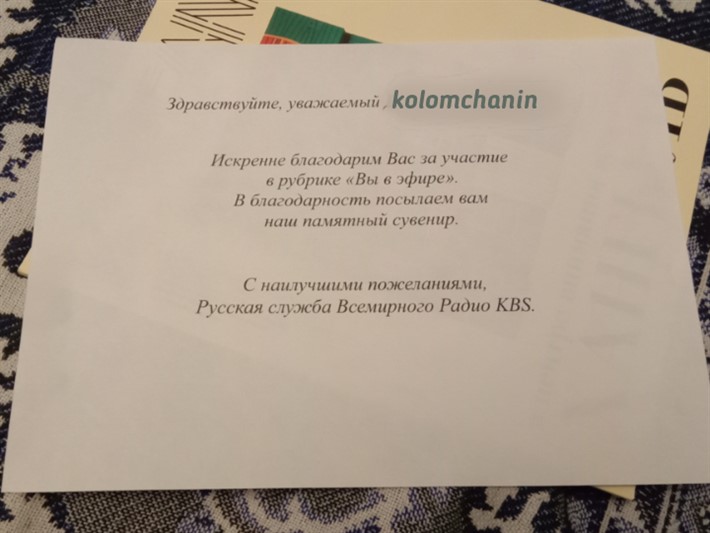 Здравствуйте, уважаемый, kolomchanin
Искренне благодарим Вас за участие
в рубрике «Вы в эфире».
В благодарность посылаем вам
наш памятный сувенир.
С наилучшими пожеланиями,
Русская служба Всемирного Радио KBS.